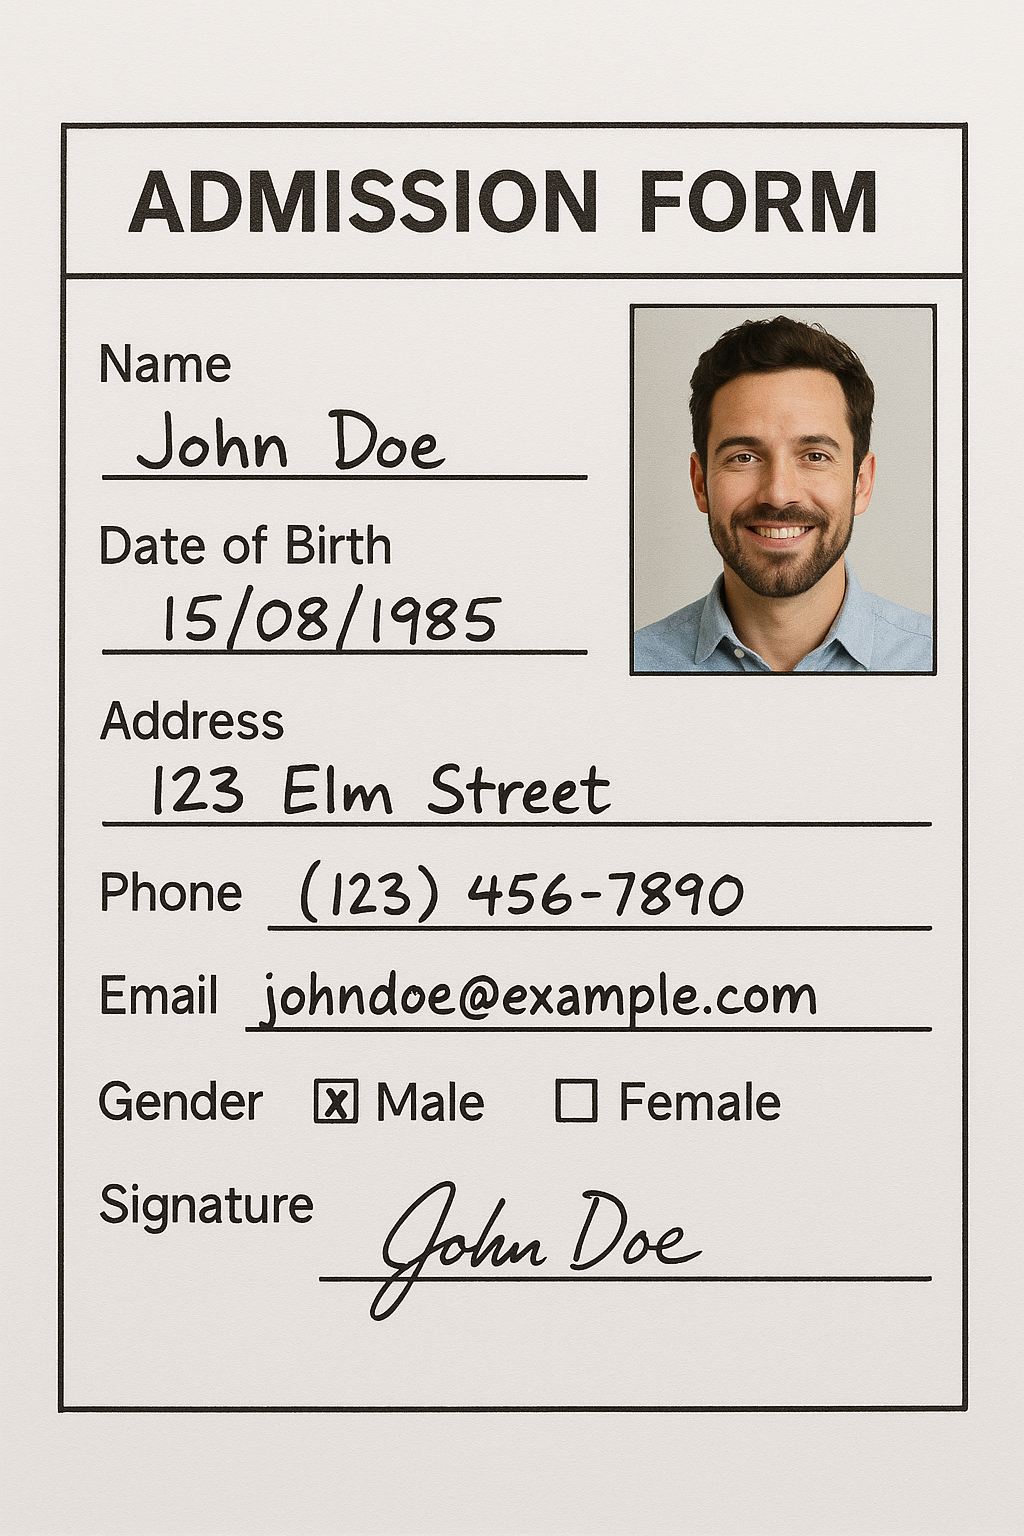 ADMISSION FORM
Name
John Doe
Date of Birth
15/08/1985
Address
123 Elm Street
Phone (123) 456-7890
Email johndoe@example.com
Gender x Male Female
Signature John Doe